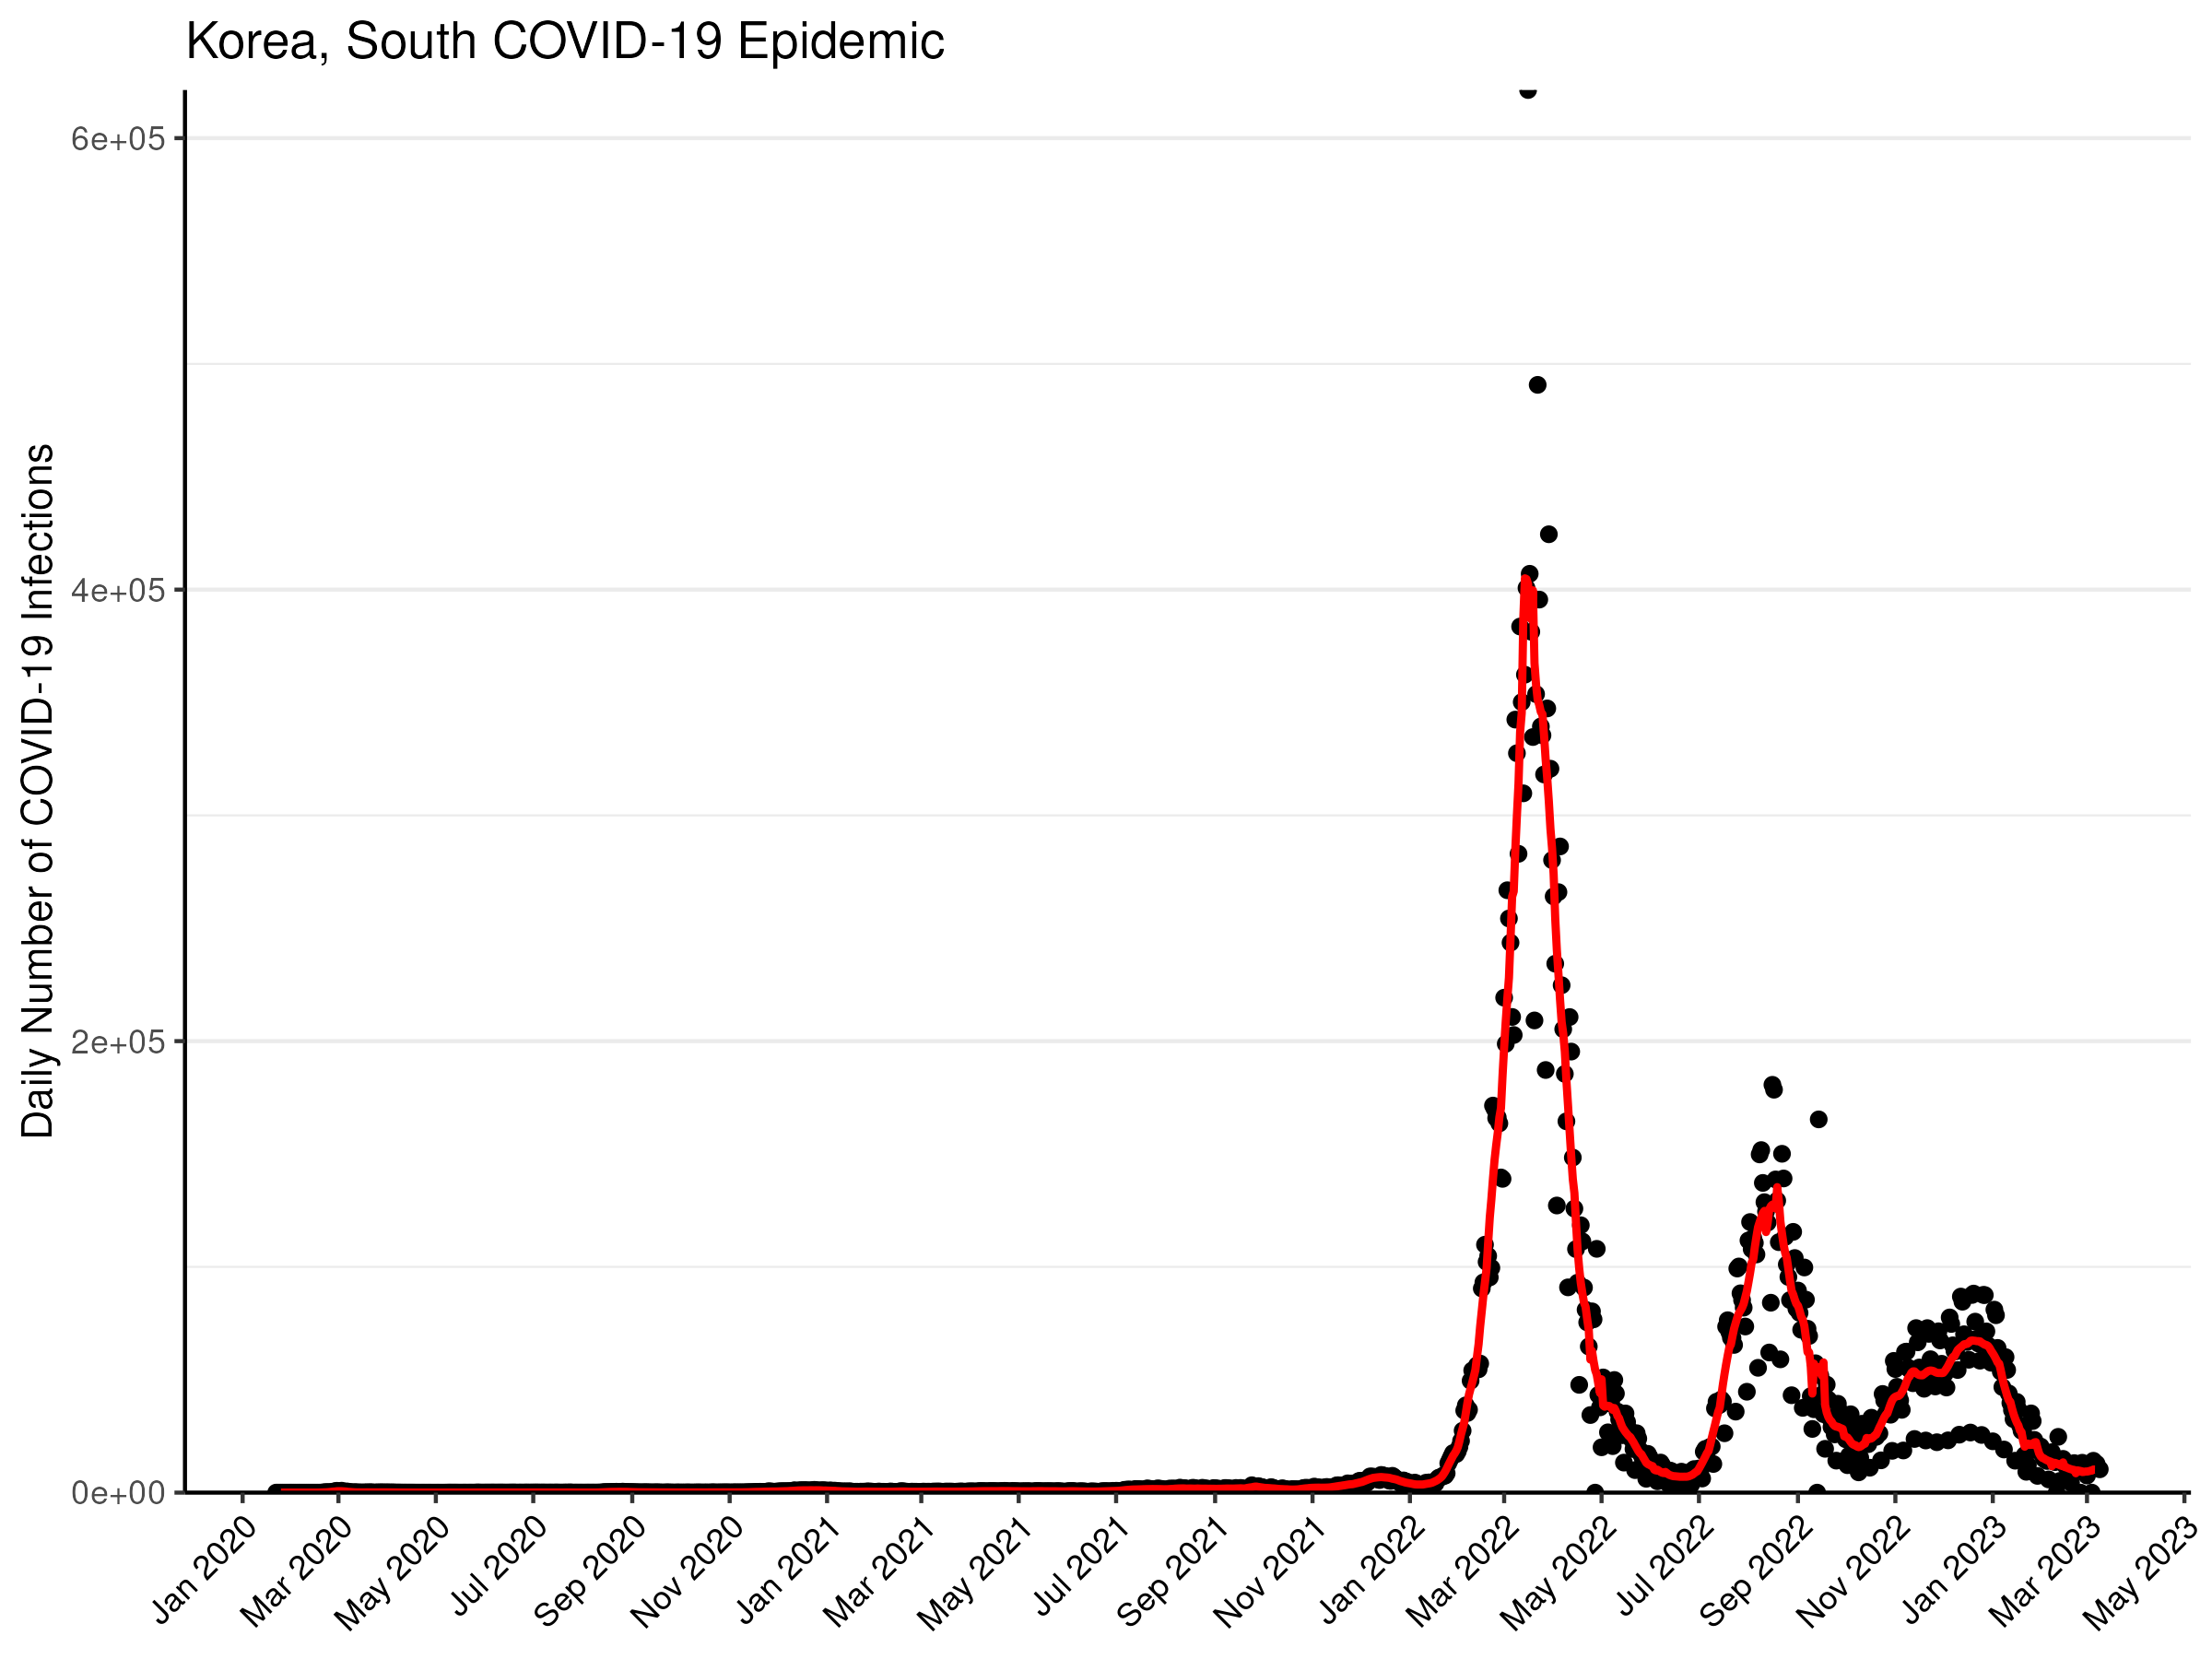 Korea, South COVID-19 Epidemic
Daily Number of COVID-19 Infections
6e+05
4e+05
2e+05
0e+00
Jan 2020
Mar 2020
May 2020
Jul 2020
Sep 2020
Nov 2020
Jan 2021
Mar 2021
May 2021
Jul 2021
Sep 2021
Nov 2021
Jan 2022
Mar 2022
May 2022
Jul 2022
Sep 2022
Nov 2022
Jan 2023
Mar 2023
May 2023